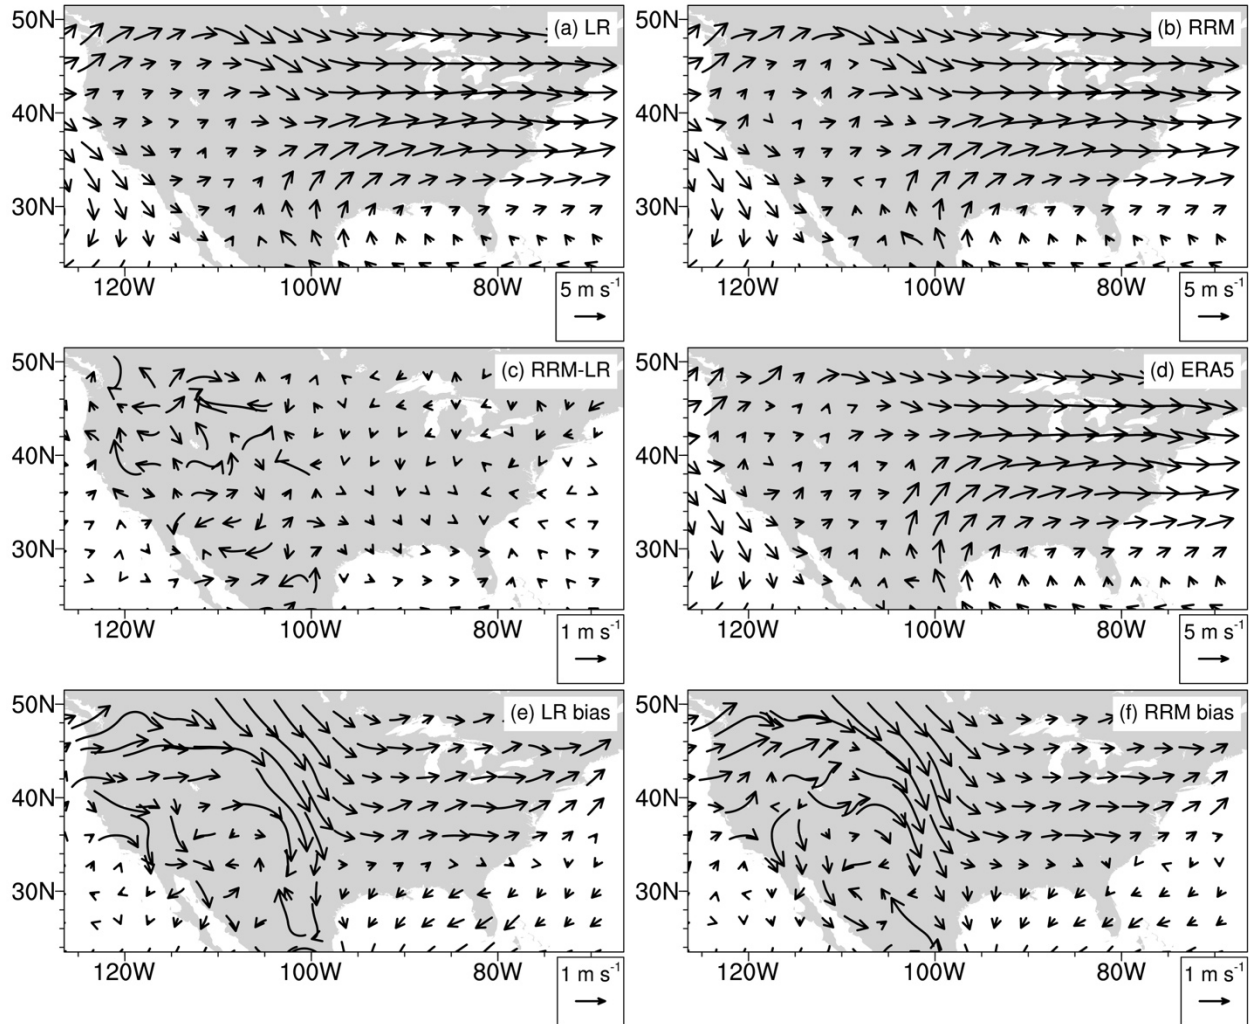 50N
40N
30N
120W 100W 80W
(a) LR
5 m s⁻¹
50N
40N
30N
120W 100W 80W
(b) RRM
5 m s⁻¹
50N
40N
30N
120W 100W 80W
(c) RRM-LR
1 m s⁻¹
50N
40N
30N
120W 100W 80W
(d) ERA5
5 m s⁻¹
50N
40N
30N
120W 100W 80W
(e) LR bias
1 m s⁻¹
50N
40N
30N
120W 100W 80W
(f) RRM bias
1 m s⁻¹